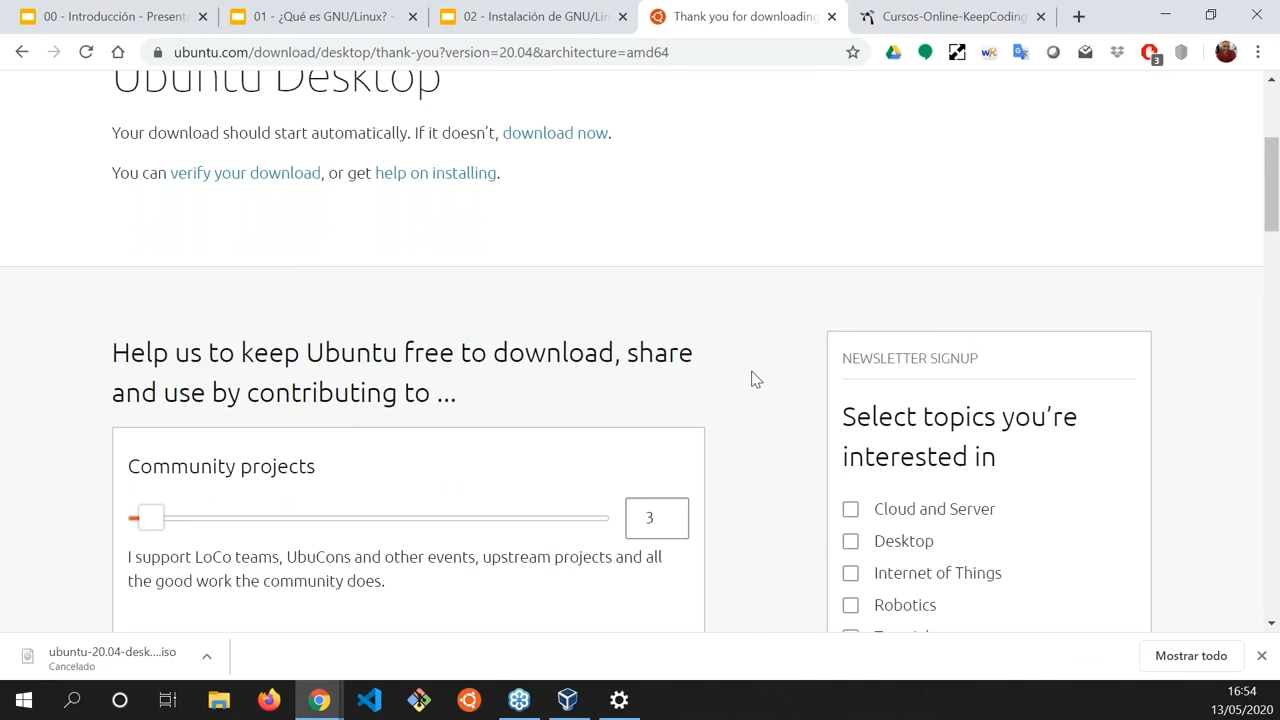 00 - Introducción - Present
01 - ¿Qué es GNU/Linux? -
02 - Instalación de GNU/Lin
Thank you for downloading
Cursos-Online-KeepCoding
ubuntu.com/download/desktop/thank-you?version=20.04&architecture=amd64
3
Ubuntu Desktop
Your download should start automatically. If it doesn’t, download now.
You can verify your download, or get help on installing.
Help us to keep Ubuntu free to download, share
and use by contributing to ...
Community projects
3
I support LoCo teams, UbuCons and other events, upstream projects and all
the good work the community does.
NEWSLETTER SIGNUP
Select topics you’re
interested in
Cloud and Server
Desktop
Internet of Things
Robotics
ubuntu-20.04-desk....iso
Cancelado
Mostrar todo
16:54
13/05/2020